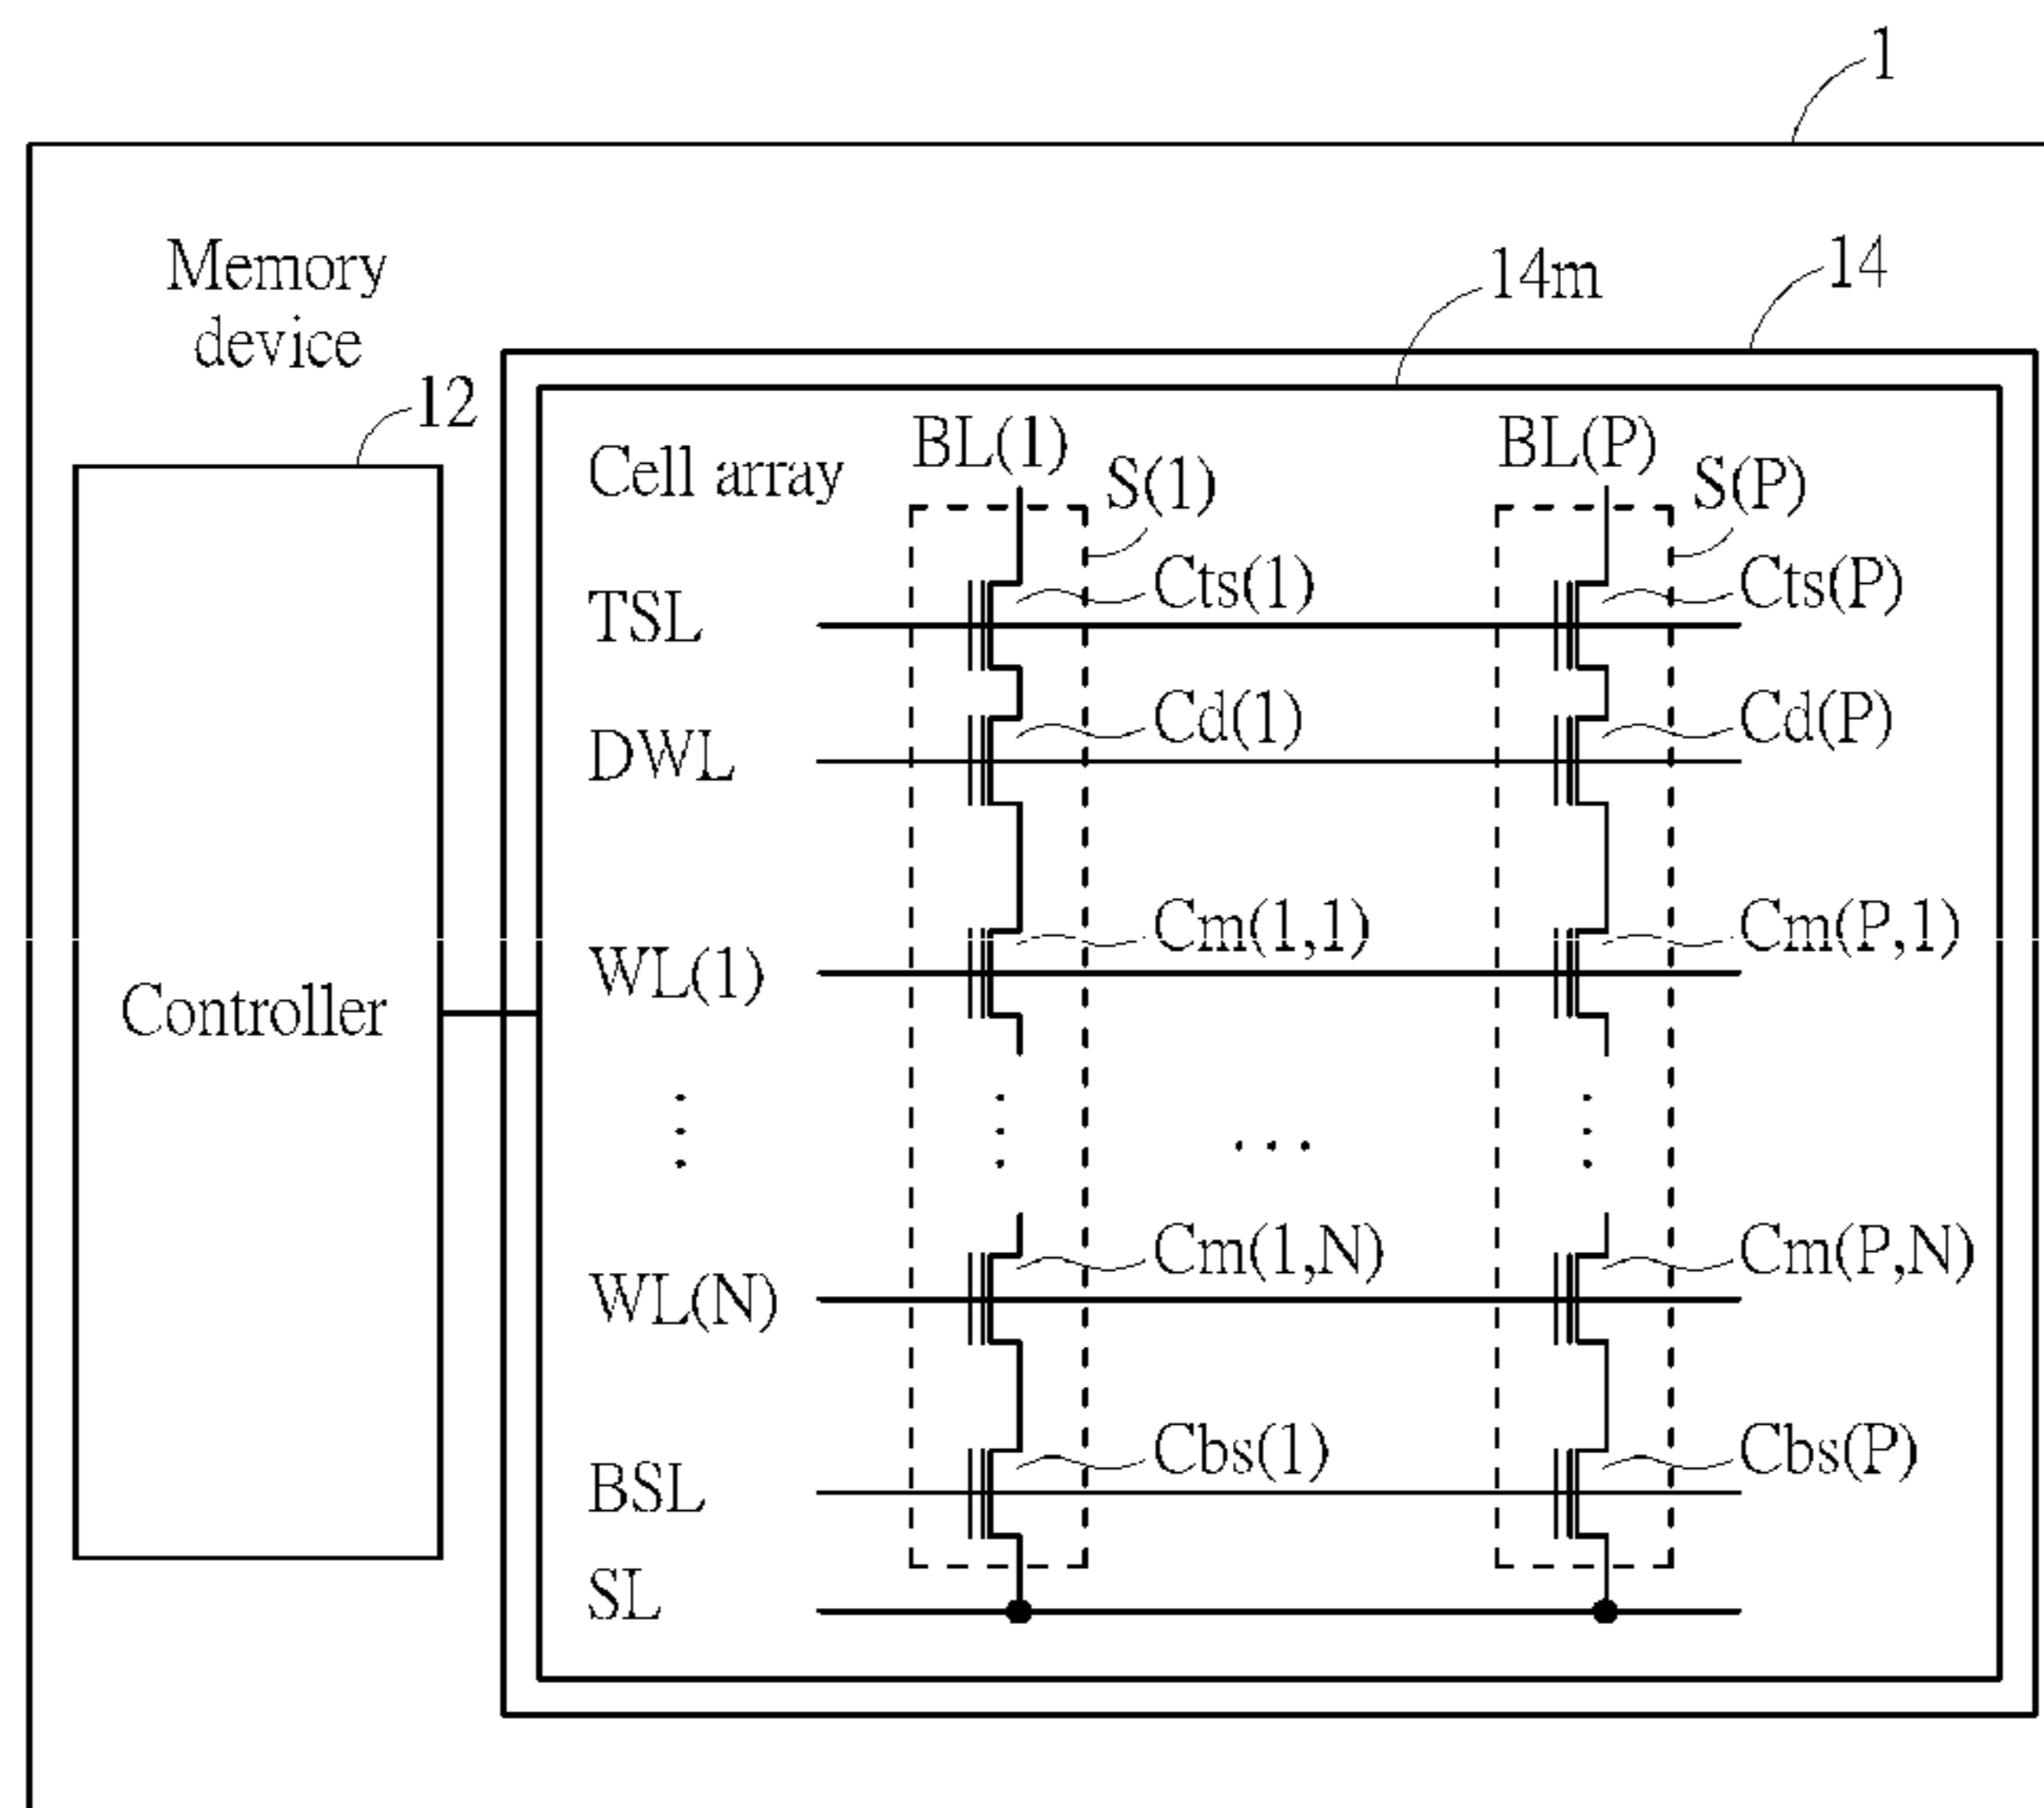 1
Memory
device
14m
14
12
Controller
Cell array
BL(1)
BL(P)
S(1)
S(P)
TSL
Cts(1)
Cts(P)
DWL
Cd(1)
Cd(P)
WL(1)
Cm(1,1)
Cm(P,1)
WL(N)
Cm(1,N)
Cm(P,N)
BSL
Cbs(1)
Cbs(P)
SL